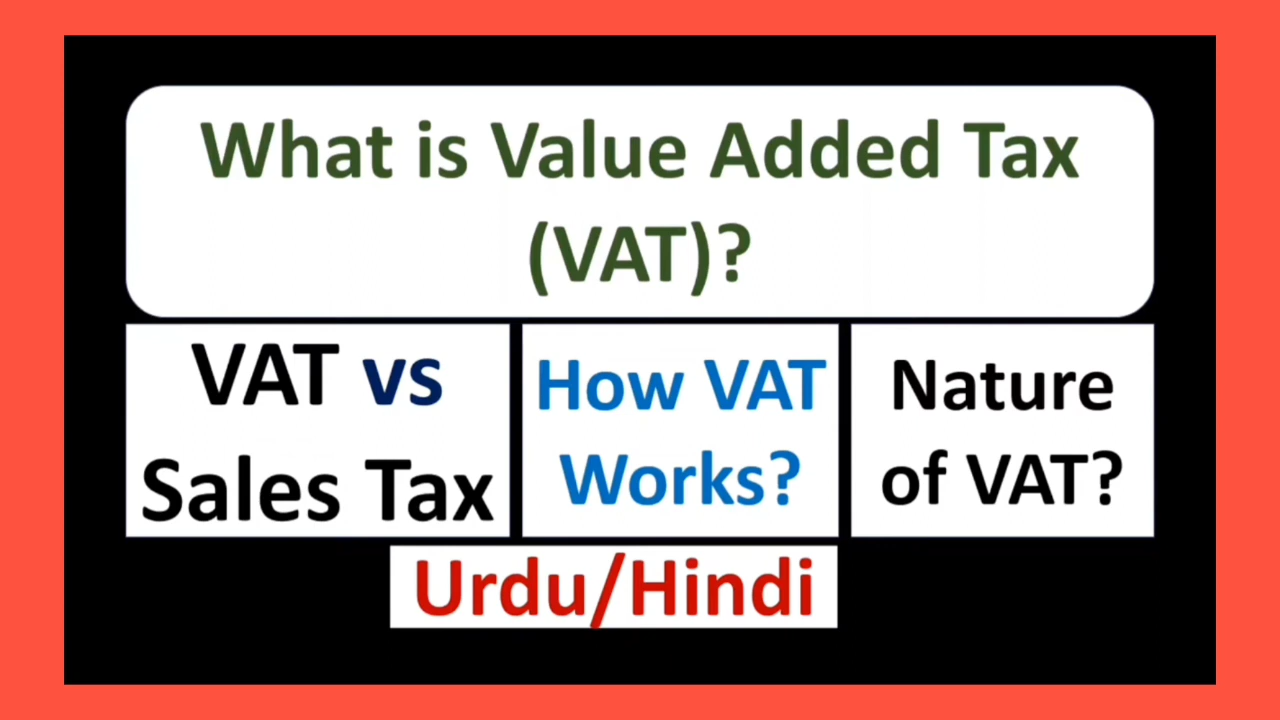 What is Value Added Tax
(VAT)?
VAT vs
Sales Tax
How VAT
Works?
Nature
of VAT?
Urdu/Hindi